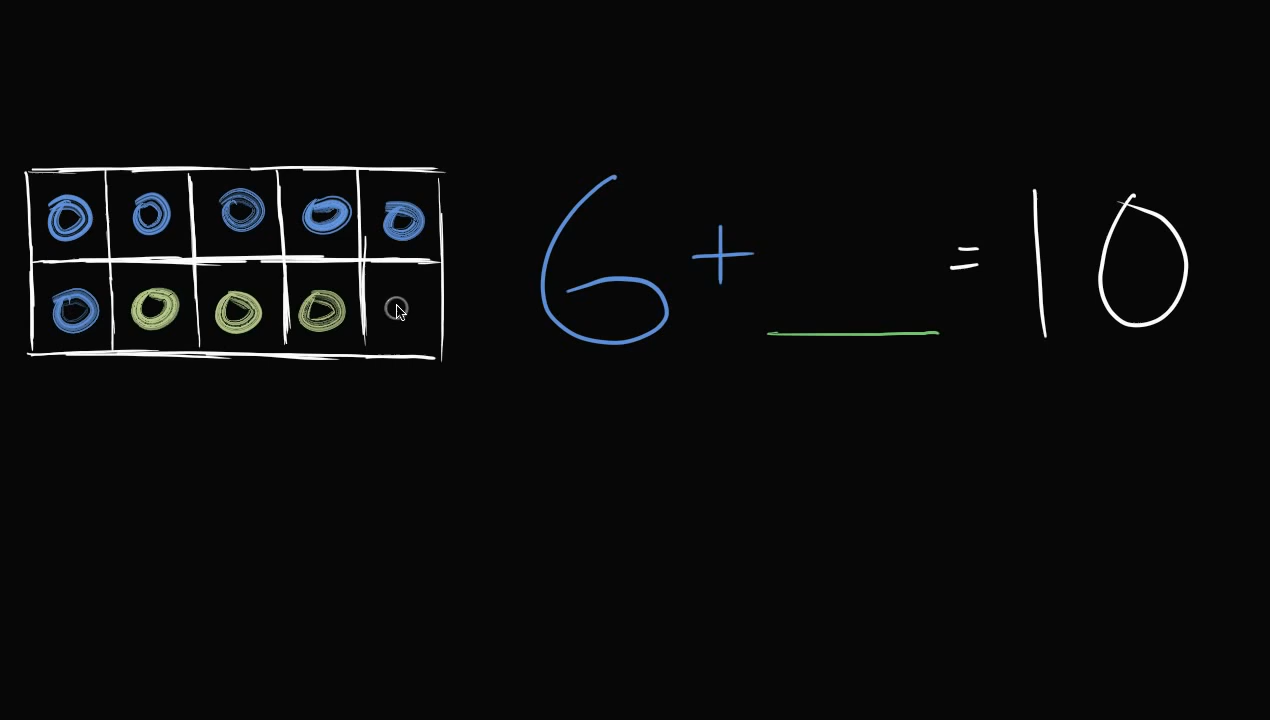 6 + ___ = 10